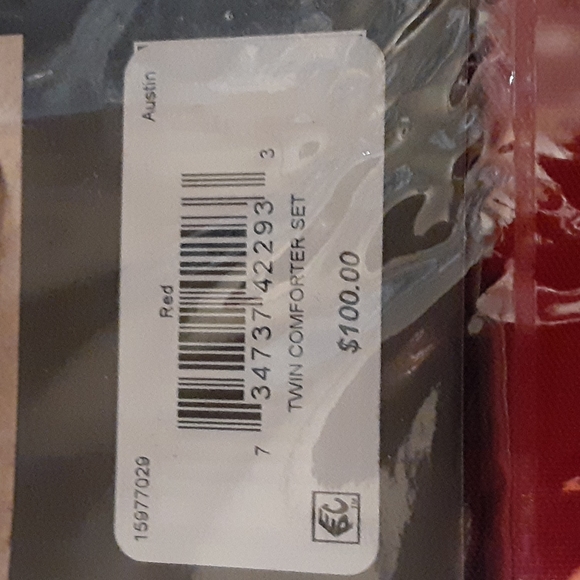 15977029 Austin
Red
7 34737 42293 3
TWIN COMFORTER SET
$100.00